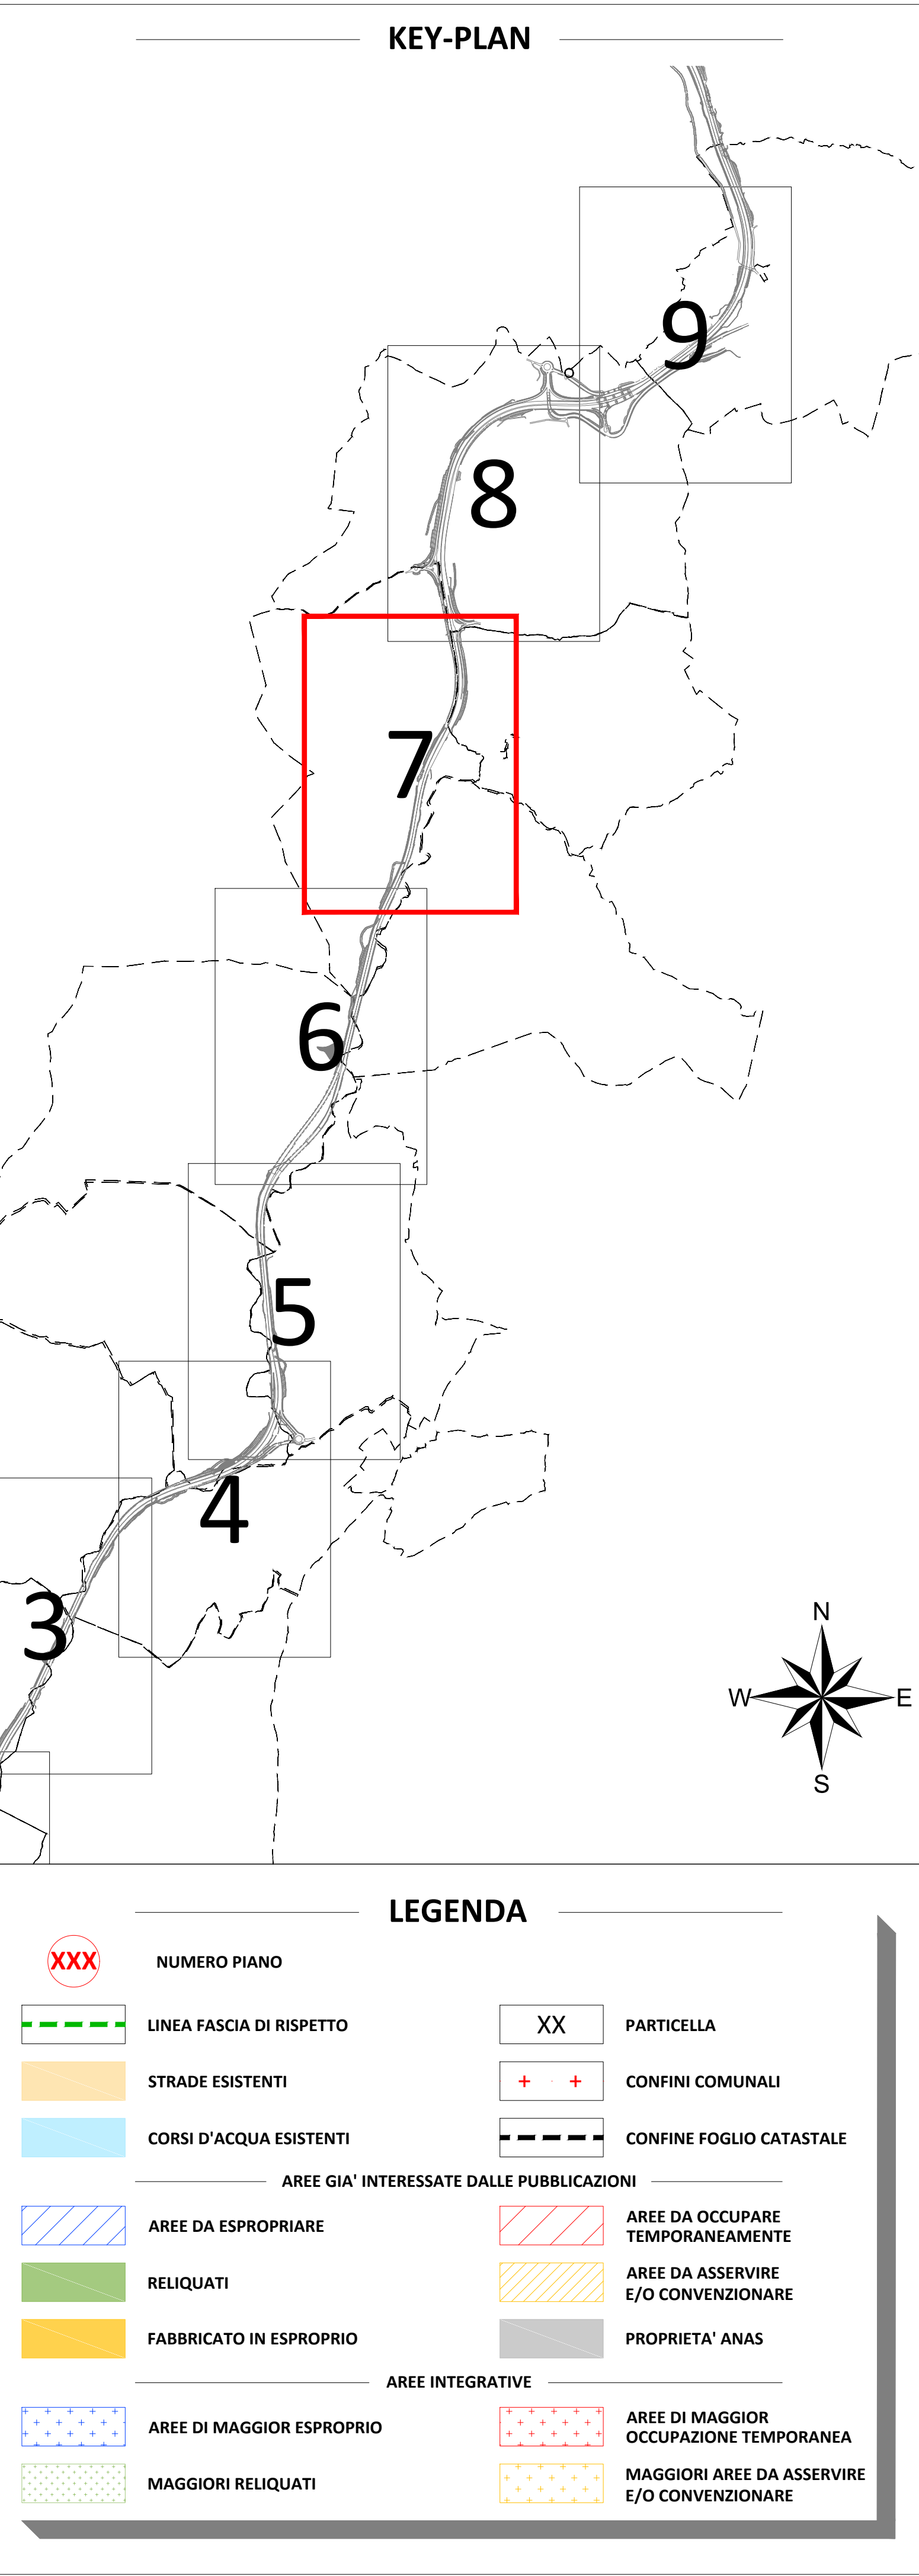 KEY-PLAN
9
8
7
6
5
4
3
N
W E
S
LEGENDA
XXX NUMERO PIANO
LINEA FASCIA DI RISPETTO
XX PARTICELLA
STRADE ESISTENTI
CONFINI COMUNALI
CORSI D'ACQUA ESISTENTI
CONFINE FOGLIO CATASTALE
AREE GIA' INTERESSATE DALLE PUBBLICAZIONI
AREE DA ESPROPRIARE
AREE DA OCCUPARE
TEMPORANEAMENTE
RELIQUATI
AREE DA ASSERVIRE
E/O CONVENZIONARE
FABBRICATO IN ESPROPRIO
PROPRIETA' ANAS
AREE INTEGRATIVE
AREE DI MAGGIOR ESPROPRIO
AREE DI MAGGIOR
OCCUPAZIONE TEMPORANEA
MAGGIORI RELIQUATI
MAGGIORI AREE DA ASSERVIRE
E/O CONVENZIONARE